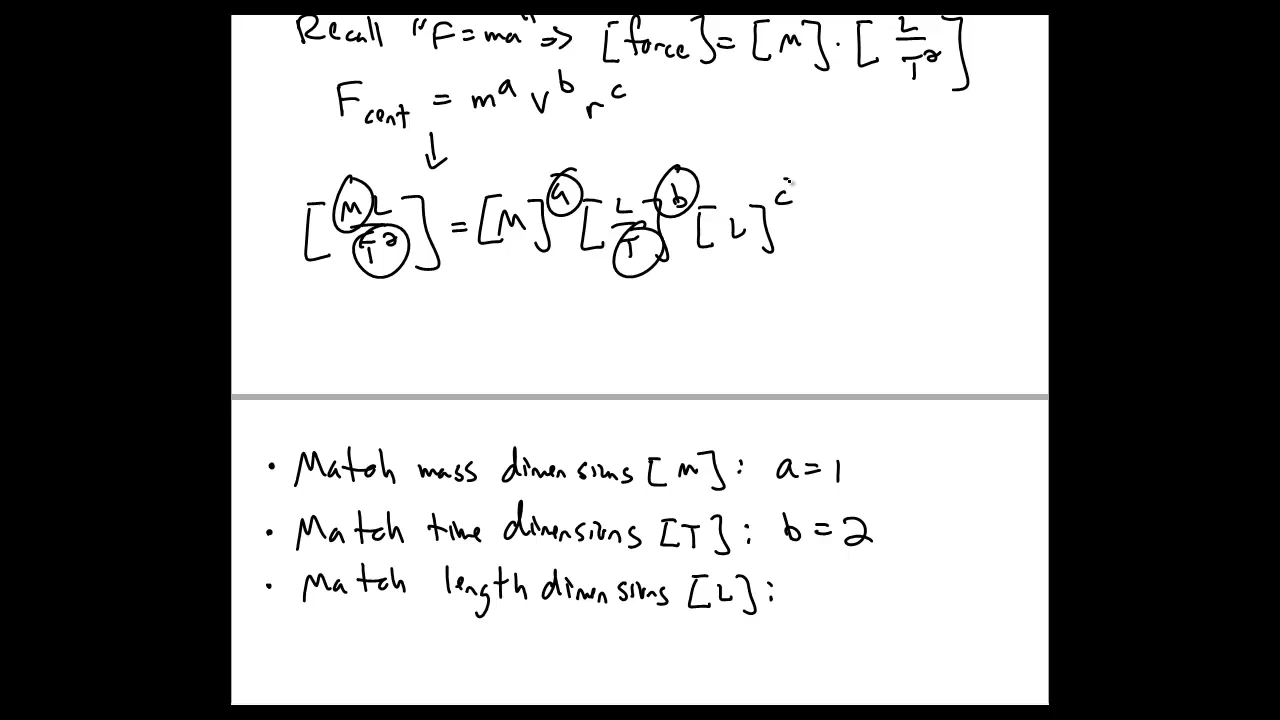 Recall "F = ma" => [force] = [M] · [L/T²]
F_cent = m^a v^b r^c
↓
[ML/T²] = [M]^a [L/T]^b [L]^c
• Match mass dimensions [M]: a = 1
• Match time dimensions [T]: b = 2
• Match length dimensions [L]: